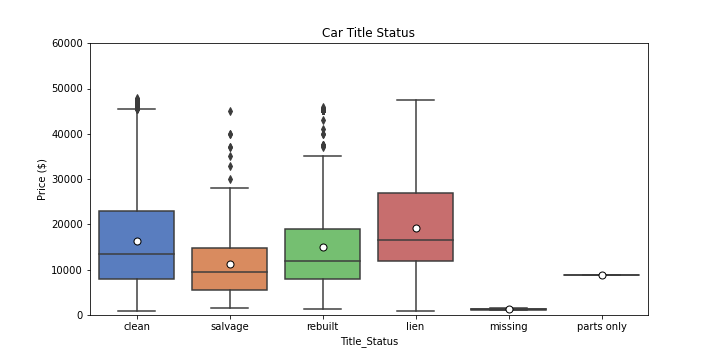 Car Title Status
60000
50000
40000
30000
20000
10000
0
Price ($)
clean salvage rebuilt lien missing parts only
Title_Status